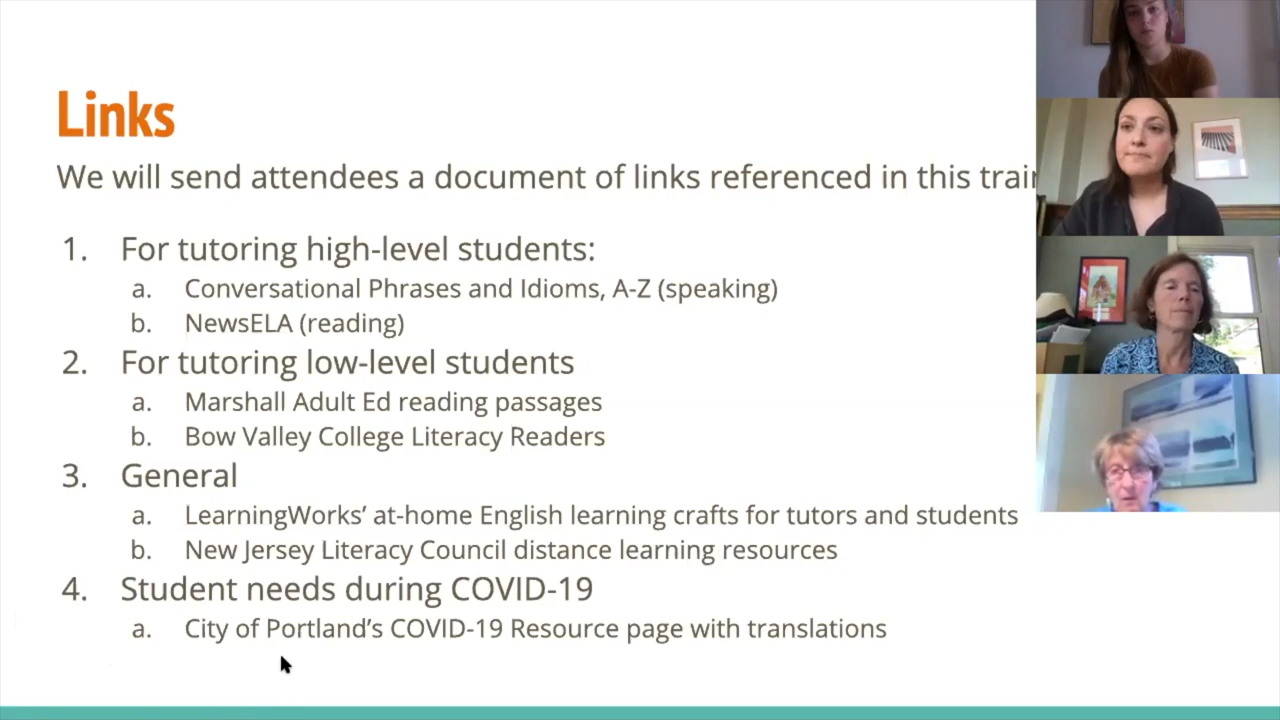 Links
We will send attendees a document of links referenced in this
1. For tutoring high-level students:
a. Conversational Phrases and Idioms, A-Z (speaking)
b. NewsELA (reading)
2. For tutoring low-level students
a. Marshall Adult Ed reading passages
b. Bow Valley College Literacy Readers
3. General
a. LearningWorks’ at-home English learning crafts for tutors and students
b. New Jersey Literacy Council distance learning resources
4. Student needs during COVID-19
a. City of Portland’s COVID-19 Resource page with translations